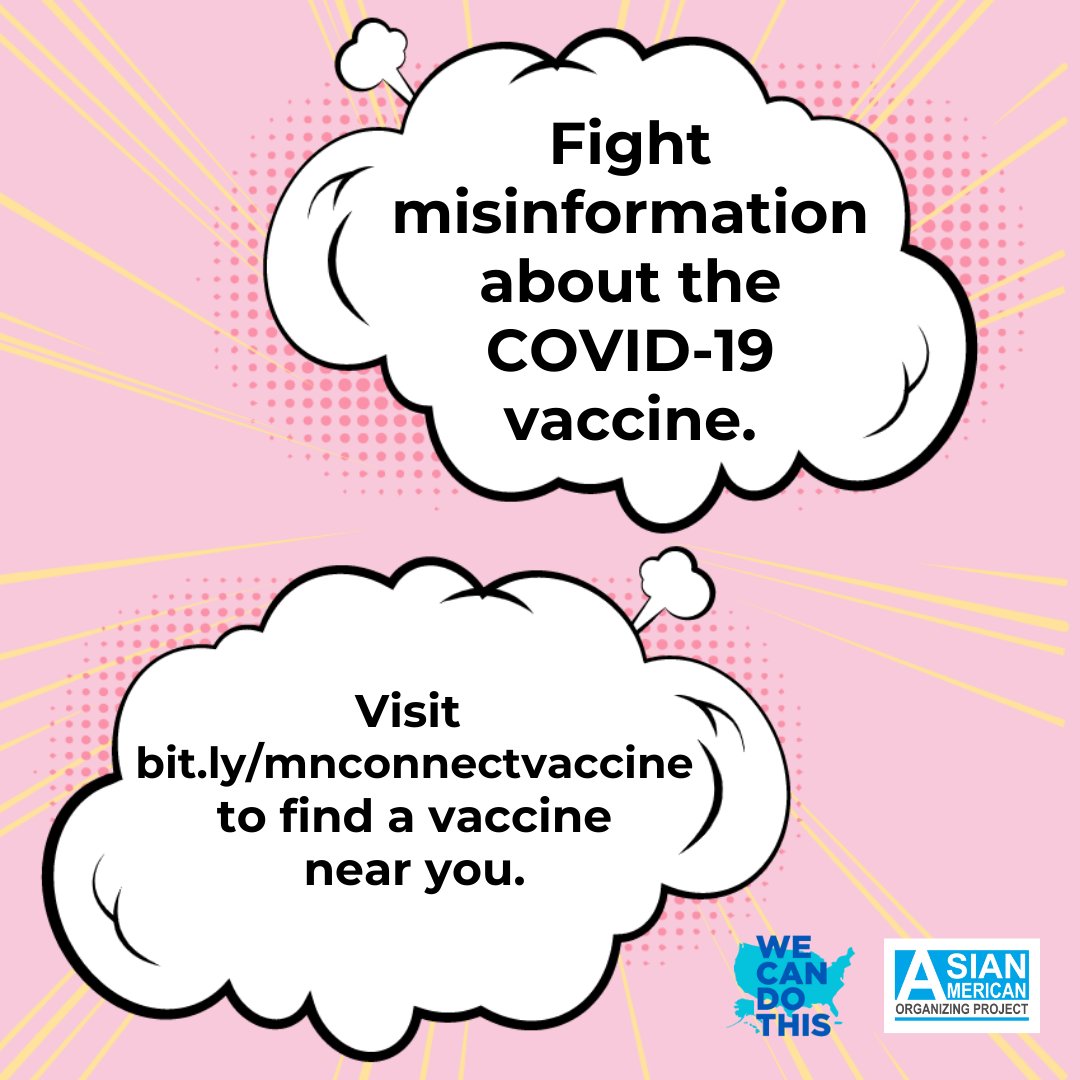 Fight
misinformation
about the
COVID-19
vaccine.
Visit
bit.ly/mnconnectvaccine
to find a vaccine
near you.
WE
CAN
DO
THIS
ASIAN
AMERICAN
ORGANIZING PROJECT